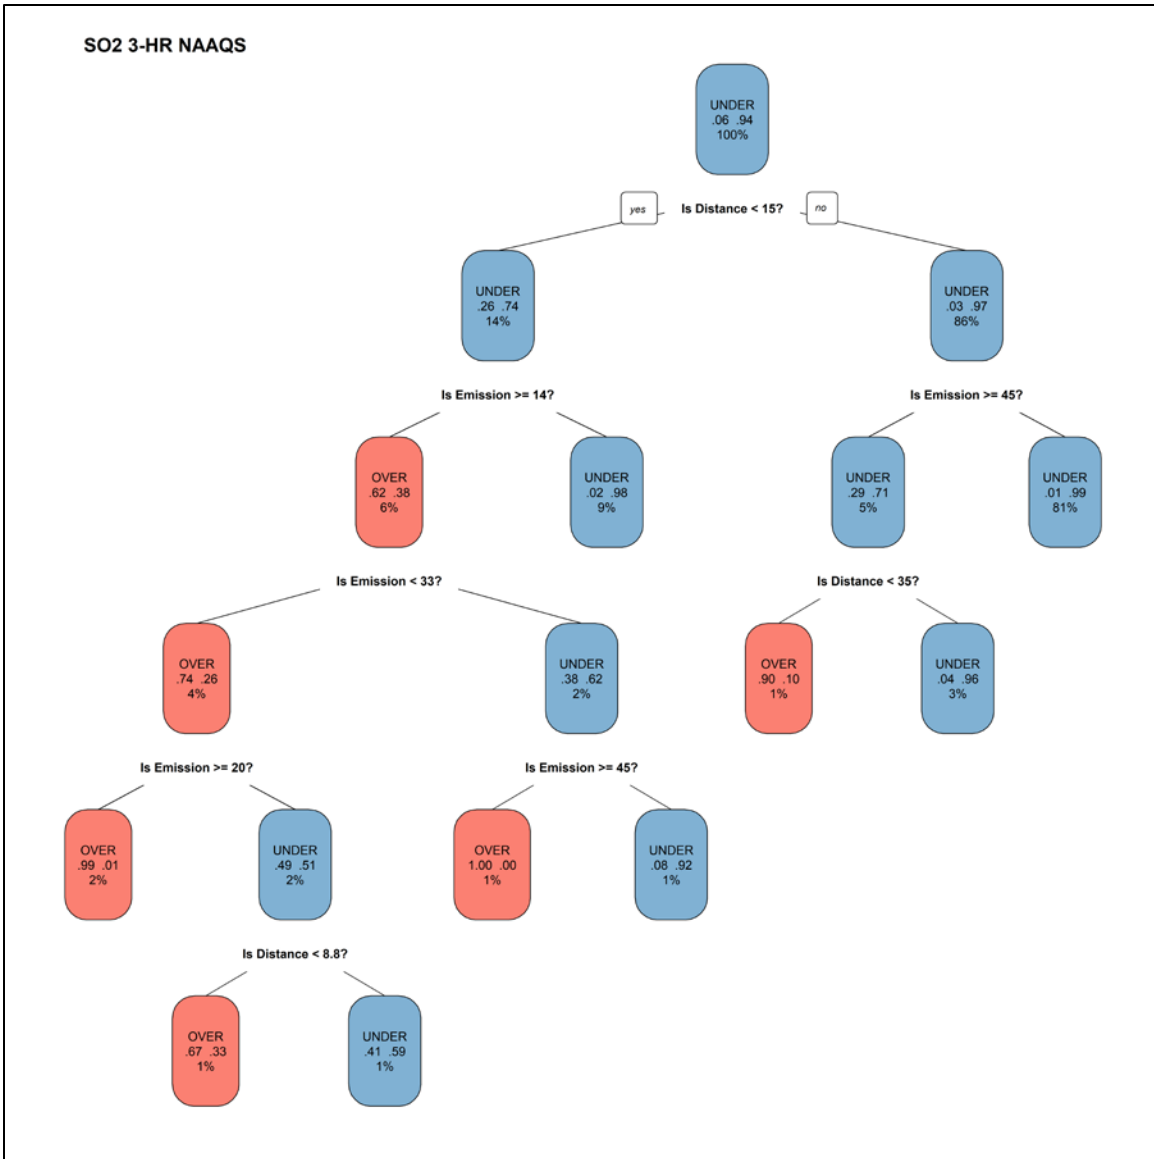 SO2 3-HR NAAQS
UNDER
.06 .94
100%
yes
Is Distance < 15?
no
UNDER
.26 .74
14%
UNDER
.03 .97
86%
Is Emission >= 14?
Is Emission >= 45?
OVER
.62 .38
6%
UNDER
.02 .98
9%
UNDER
.29 .71
5%
UNDER
.01 .99
81%
Is Emission < 33?
Is Distance < 35?
OVER
.74 .26
4%
UNDER
.38 .62
2%
OVER
.90 .10
1%
UNDER
.04 .96
3%
Is Emission >= 20?
Is Emission >= 45?
OVER
.99 .01
2%
UNDER
.49 .51
2%
OVER
1.00 .00
1%
UNDER
.08 .92
1%
Is Distance < 8.8?
OVER
.67 .33
1%
UNDER
.41 .59
1%